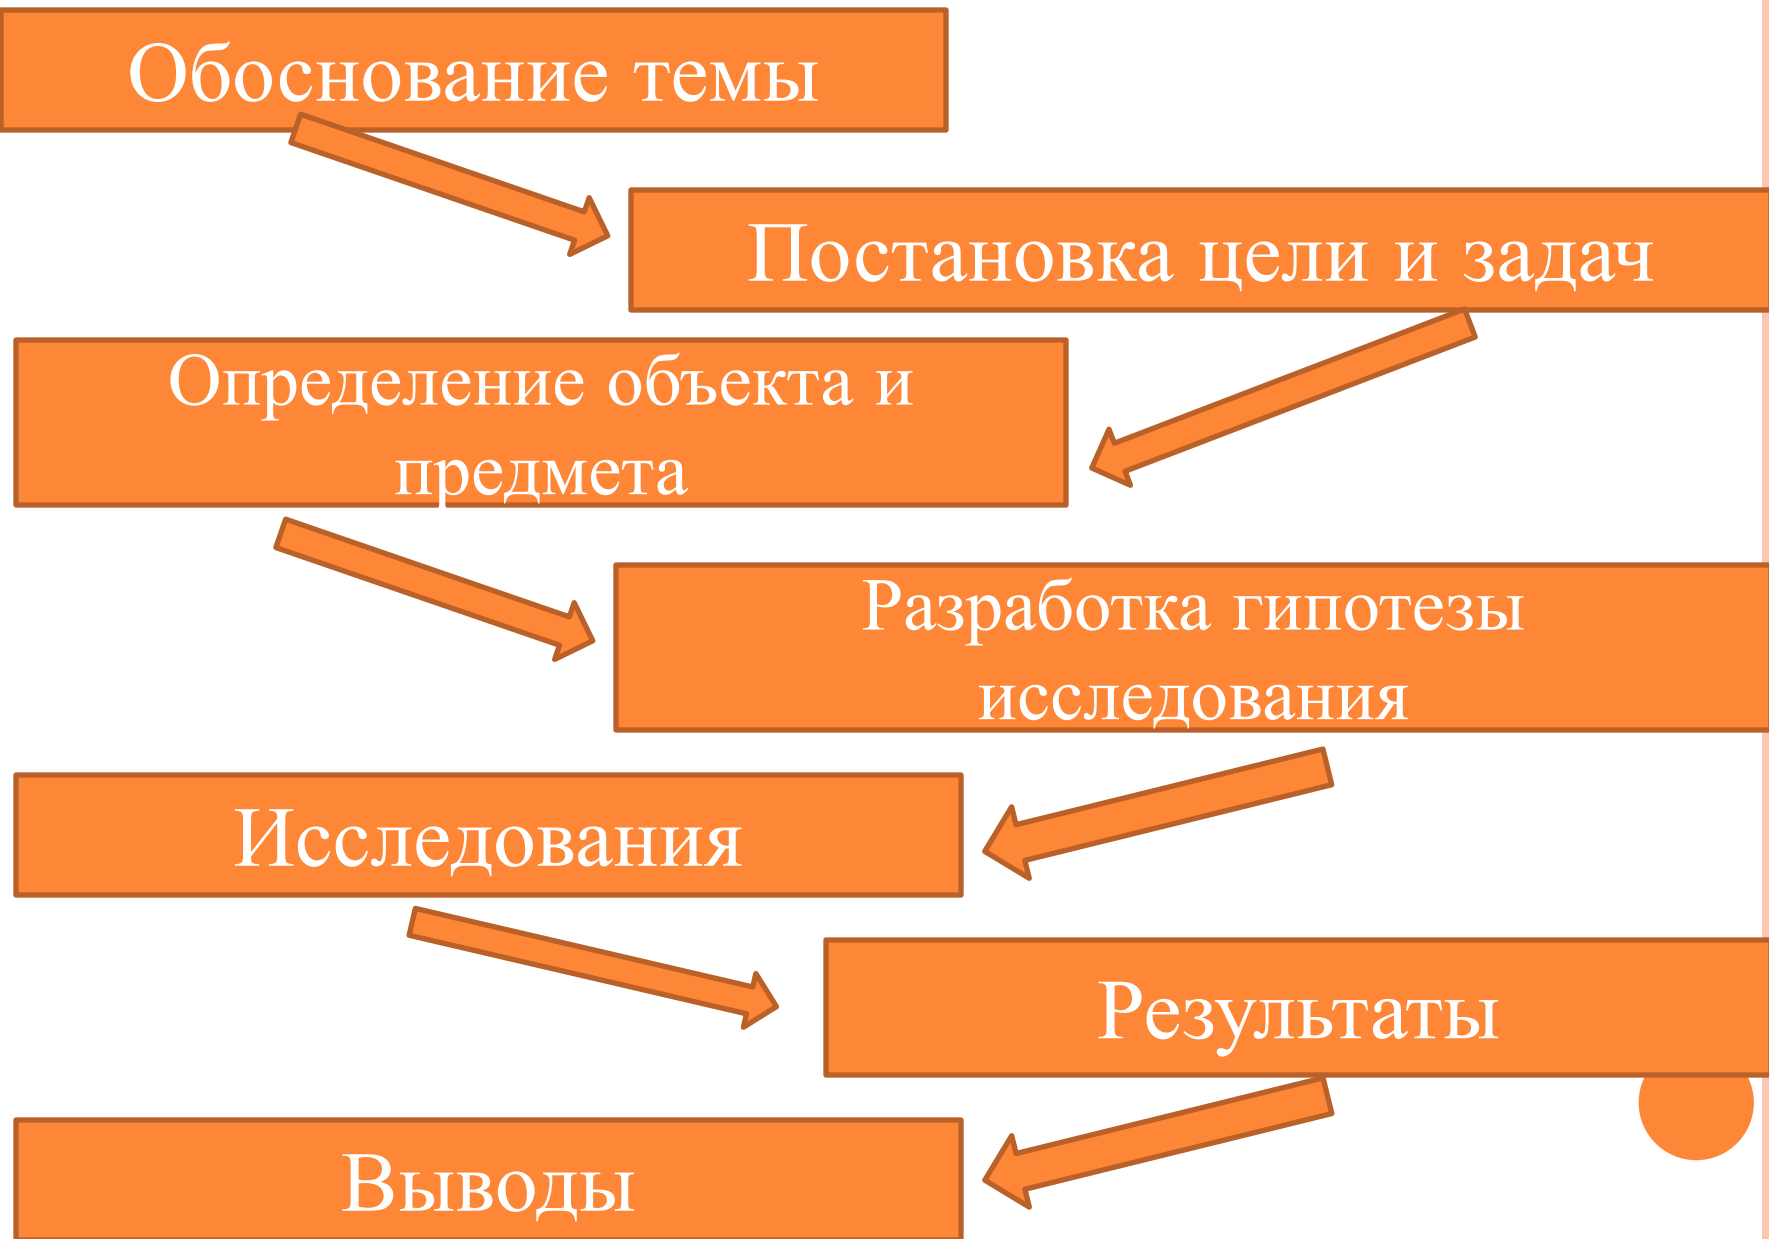 Обоснование темы
Постановка цели и задач
Определение объекта и
предмета
Разработка гипотезы
исследования
Исследования
Результаты
Выводы